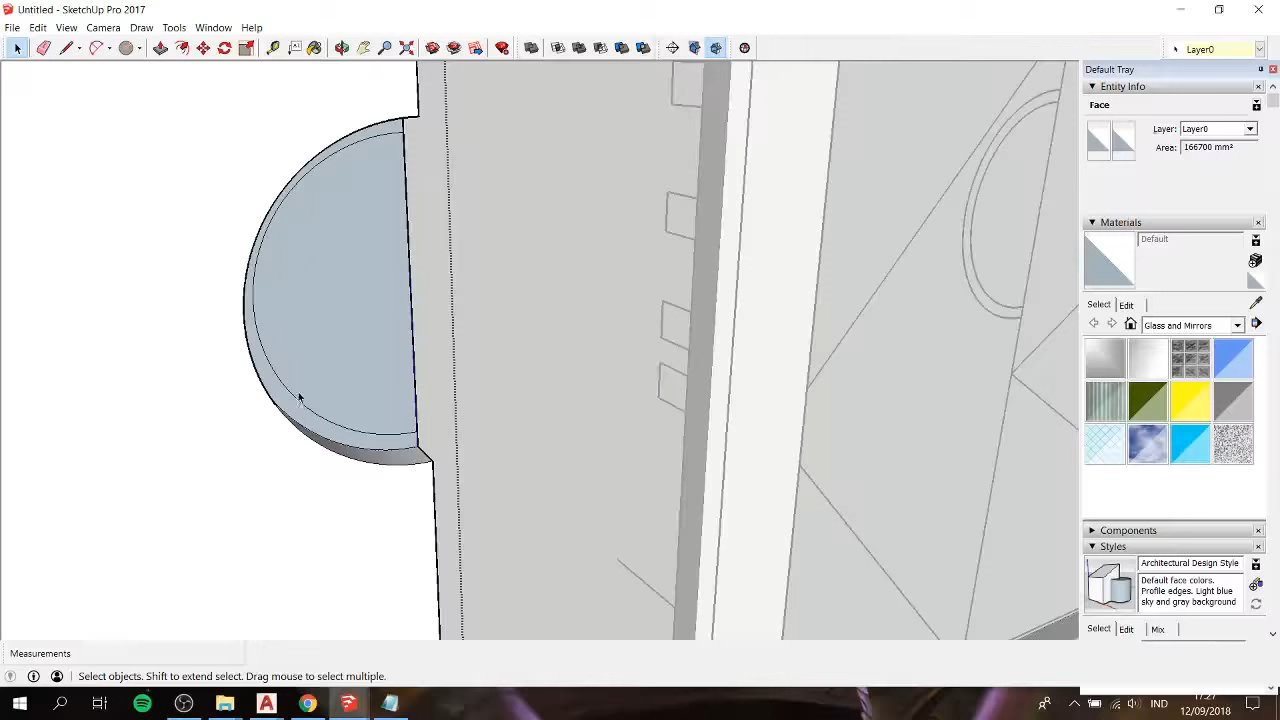 Untitled - SketchUp Pro 2017
File Edit View Camera Draw Tools Window Help
Layer0
Default Tray
Entity Info
Face
Layer: Layer0
Area: 166700 mm²
Materials
Default
Select Edit
Glass and Mirrors
Components
Styles
Architectural Design Style
Default face colors.
Profile edges. Light blue
sky and gray background
Select Edit Mix
Measurements
Select objects. Shift to extend select. Drag mouse to select multiple.
IND
17:27
12/09/2018